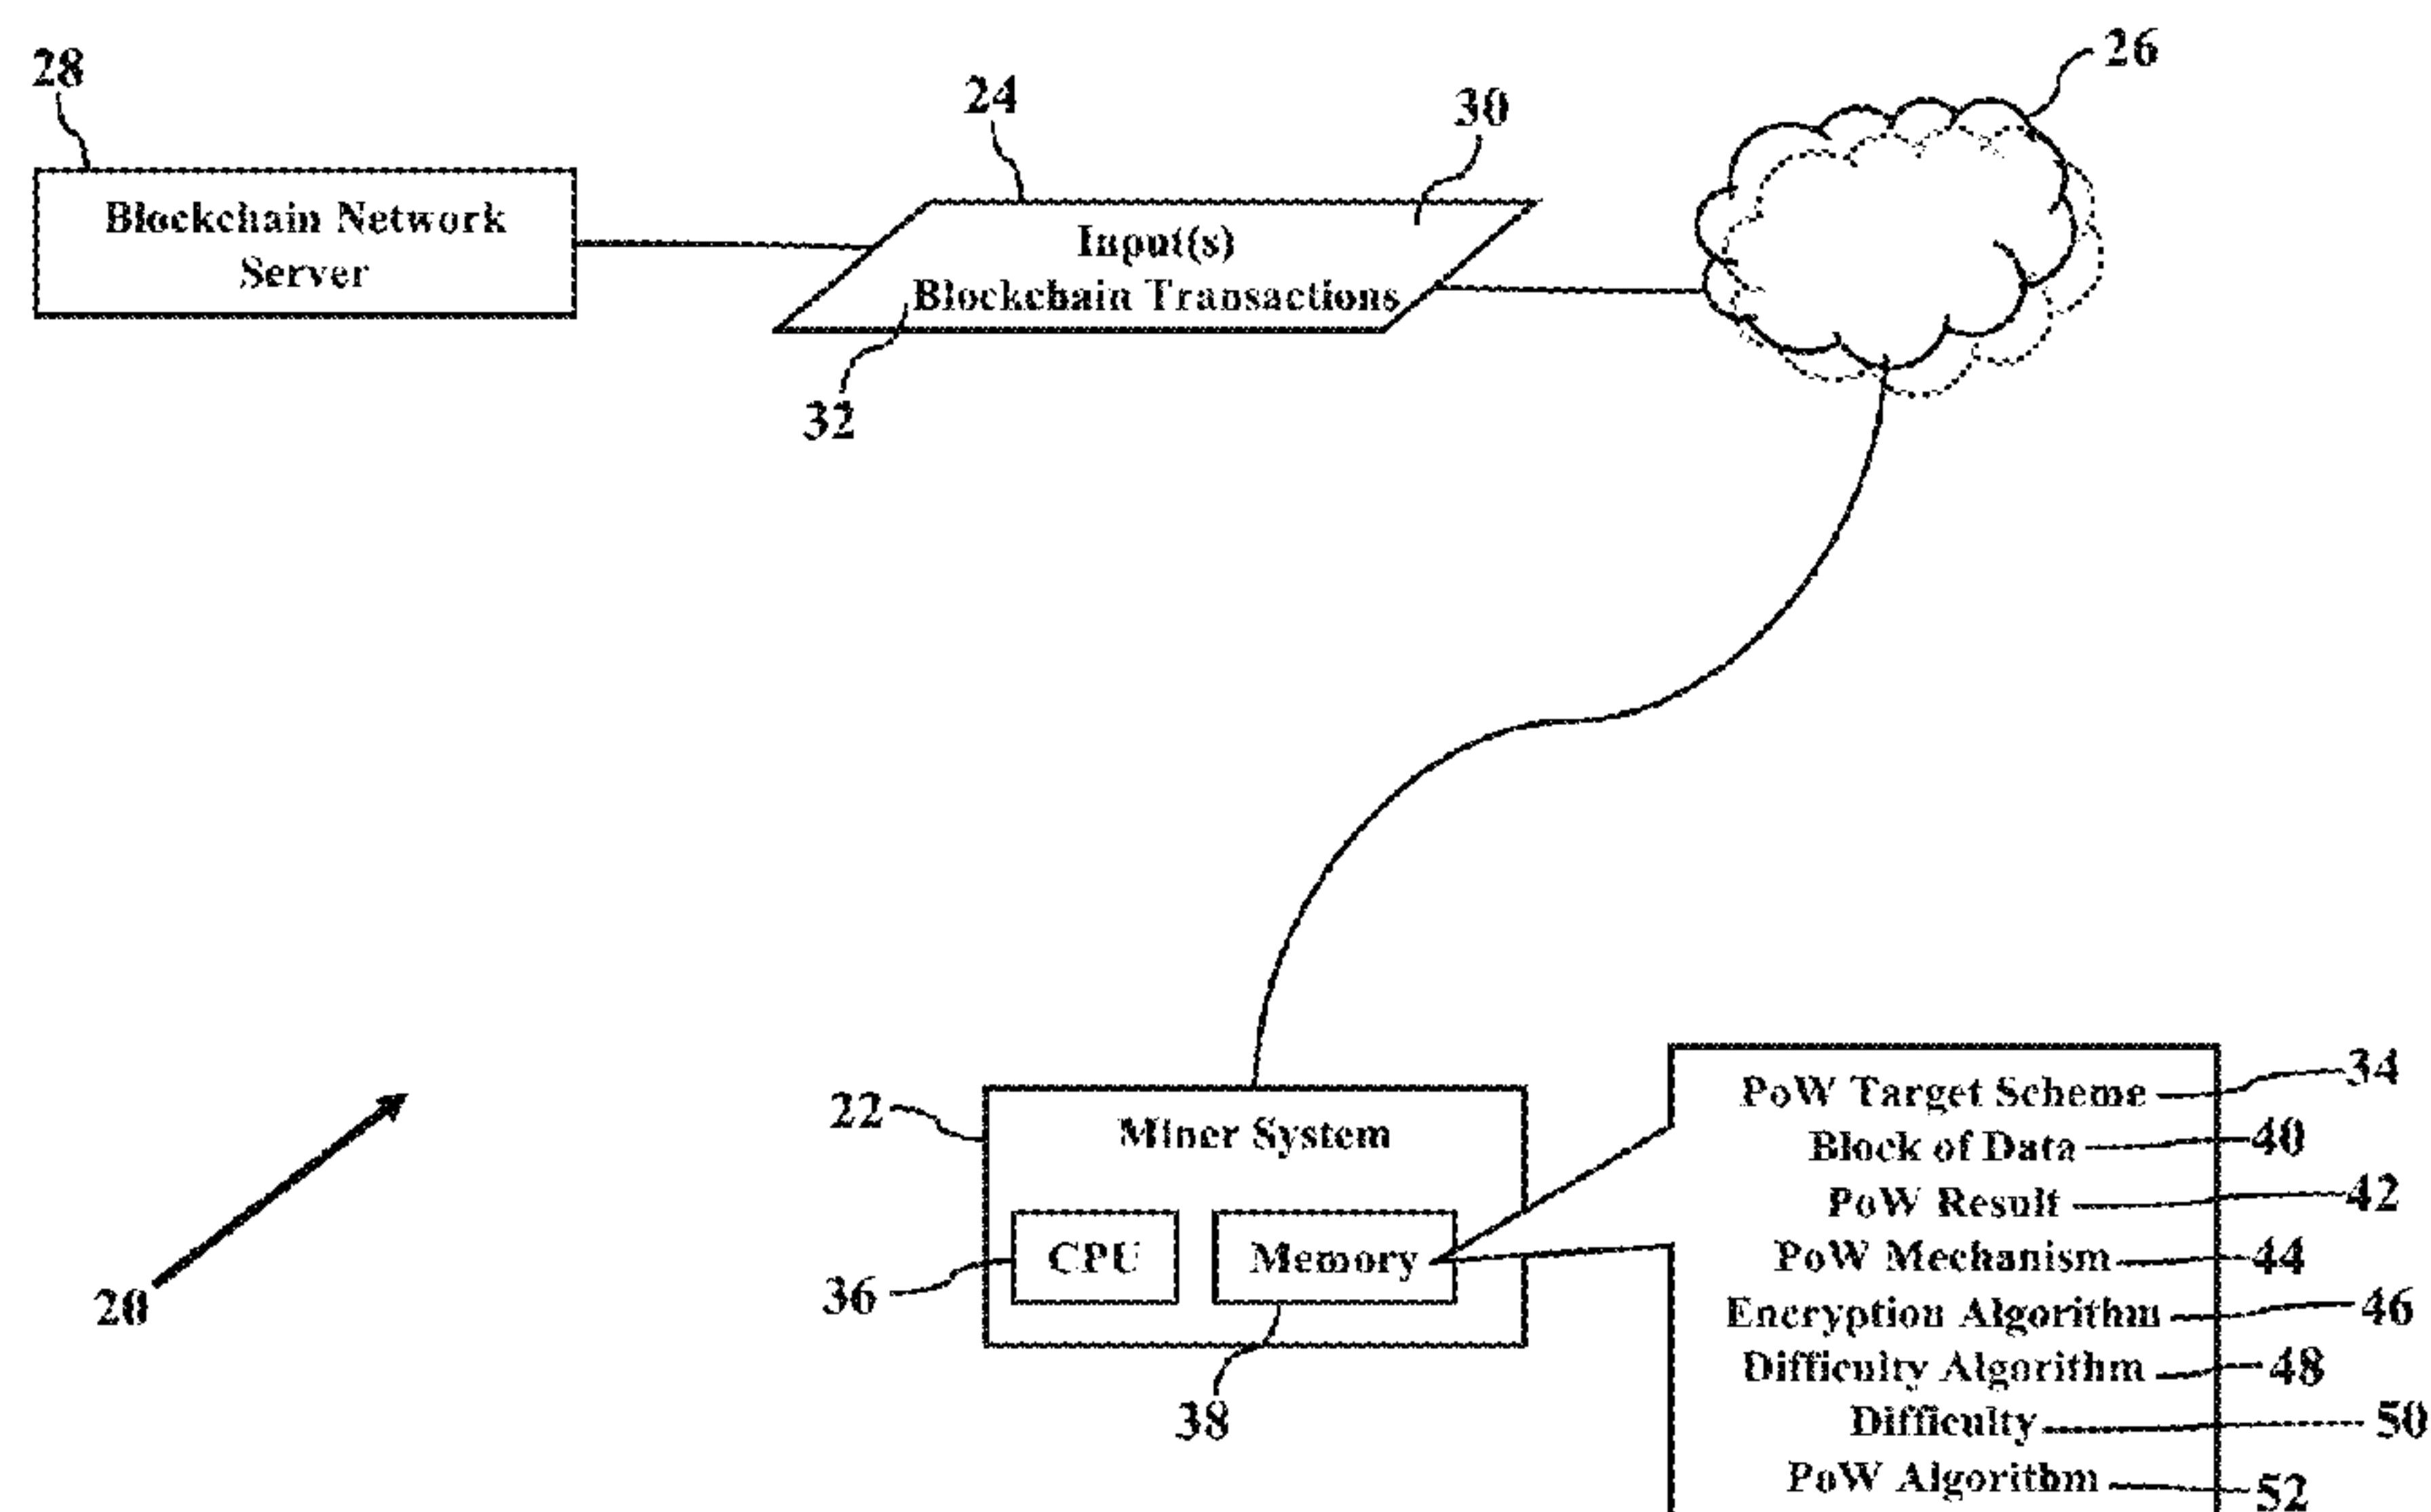 28
24
30
26
Blockchain Network
Server
Input(s)
Blockchain Transactions
32
22
Miner System
36
CPU
Memory
38
20
PoW Target Scheme 34
Block of Data 40
PoW Result 42
PoW Mechanism 44
Encryption Algorithm 46
Difficulty Algorithm 48
Difficulty 50
PoW Algorithm 52